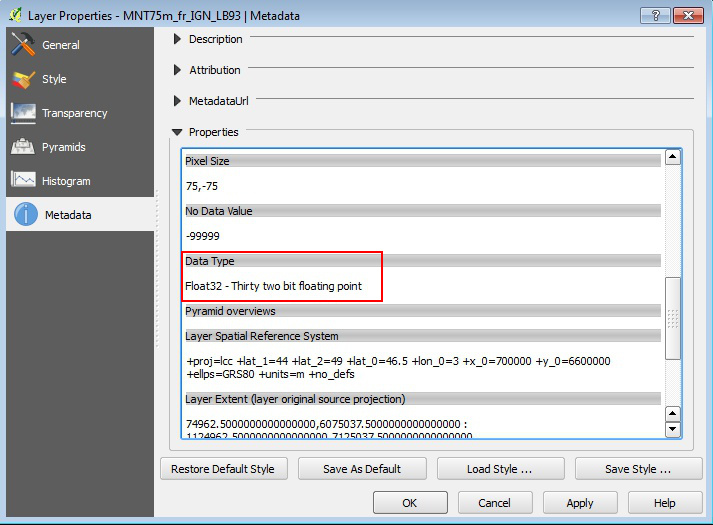 Layer Properties - MNT75m_fr_IGN_LB93 | Metadata
General
Style
Transparency
Pyramids
Histogram
Metadata
Description
Attribution
MetadataUrl
Properties
Pixel Size
75,-75
No Data Value
-99999
Data Type
Float32 - Thirty two bit floating point
Pyramid overviews
Layer Spatial Reference System
+proj=lcc +lat_1=44 +lat_2=49 +lat_0=46.5 +lon_0=3 +x_0=700000 +y_0=6600000
+ellps=GRS80 +units=m +no_defs
Layer Extent (layer original source projection)
74962.5000000000000000,6075037.5000000000000000 :
1124962.5000000000000000,7125037.5000000000000000
Restore Default Style
Save As Default
Load Style ...
Save Style ...
OK
Cancel
Apply
Help